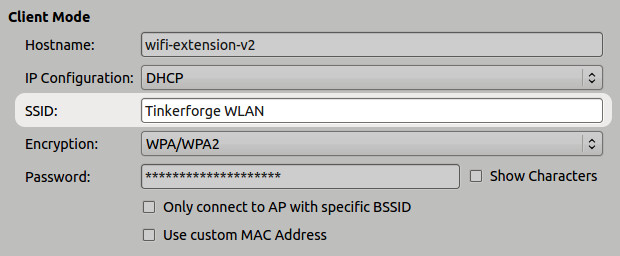 Client Mode
Hostname: wifi-extension-v2
IP Configuration: DHCP
SSID: Tinkerforge WLAN
Encryption: WPA/WPA2
Password: ******************** Show Characters
Only connect to AP with specific BSSID
Use custom MAC Address